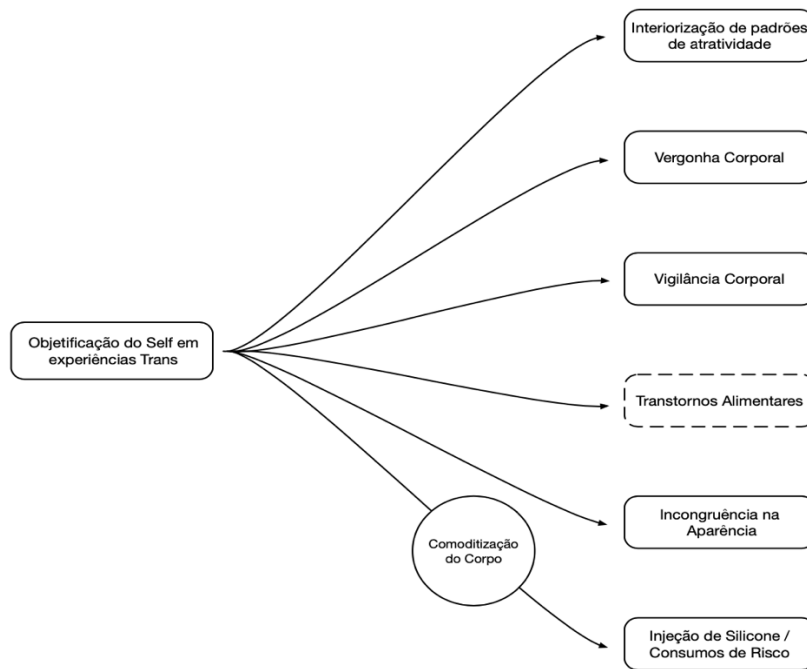 Interiorização de padrões
de atratividade
Vergonha Corporal
Vigilância Corporal
Objetificação do Self em
experiências Trans
Transtornos Alimentares
Incongruência na
Aparência
Comoditização
do Corpo
Injeção de Silicone /
Consumos de Risco